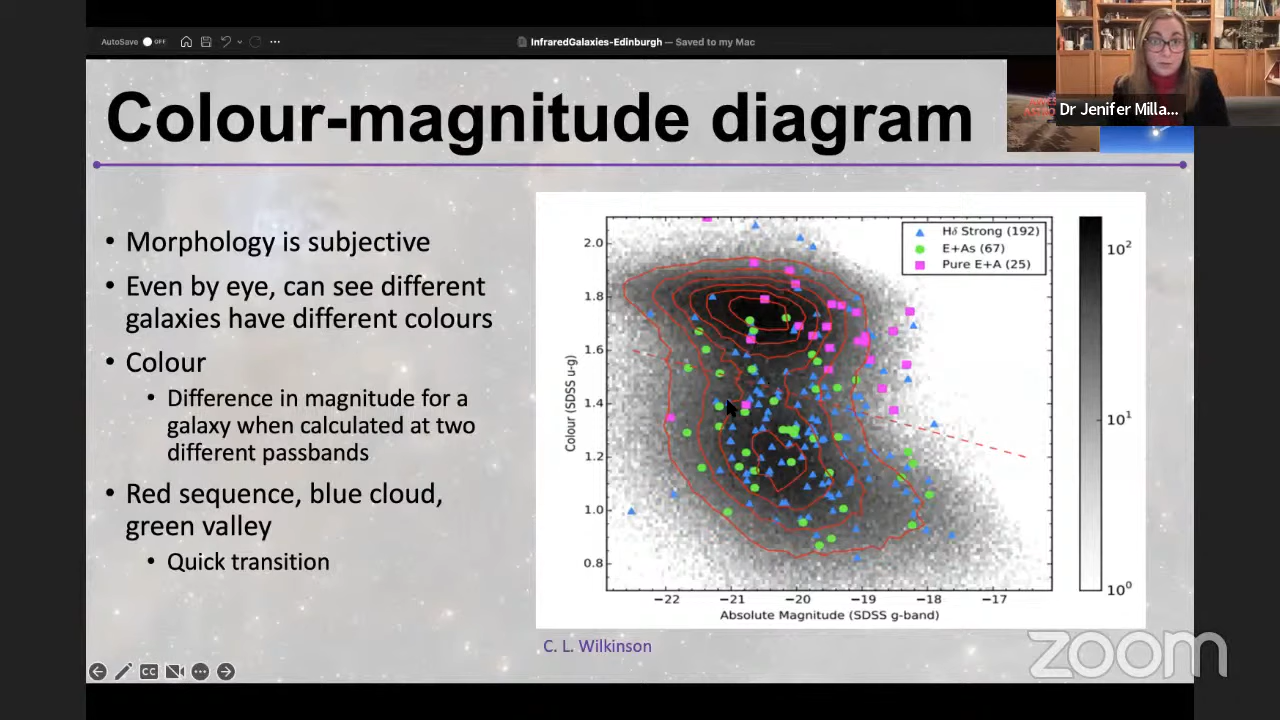 AutoSave OFF
InfraredGalaxies-Edinburgh — Saved to my Mac
Colour-magnitude diagram
Dr Jenifer Milla...
• Morphology is subjective
• Even by eye, can see different
galaxies have different colours
• Colour
• Difference in magnitude for a
galaxy when calculated at two
different passbands
• Red sequence, blue cloud,
green valley
• Quick transition
Hδ Strong (192)
E+As (67)
Pure E+A (25)
2.0
1.8
1.6
1.4
1.2
1.0
0.8
Colour (SDSS u-g)
−22 −21 −20 −19 −18 −17
Absolute Magnitude (SDSS g-band)
10²
10¹
10⁰
C. L. Wilkinson
CC
zoom